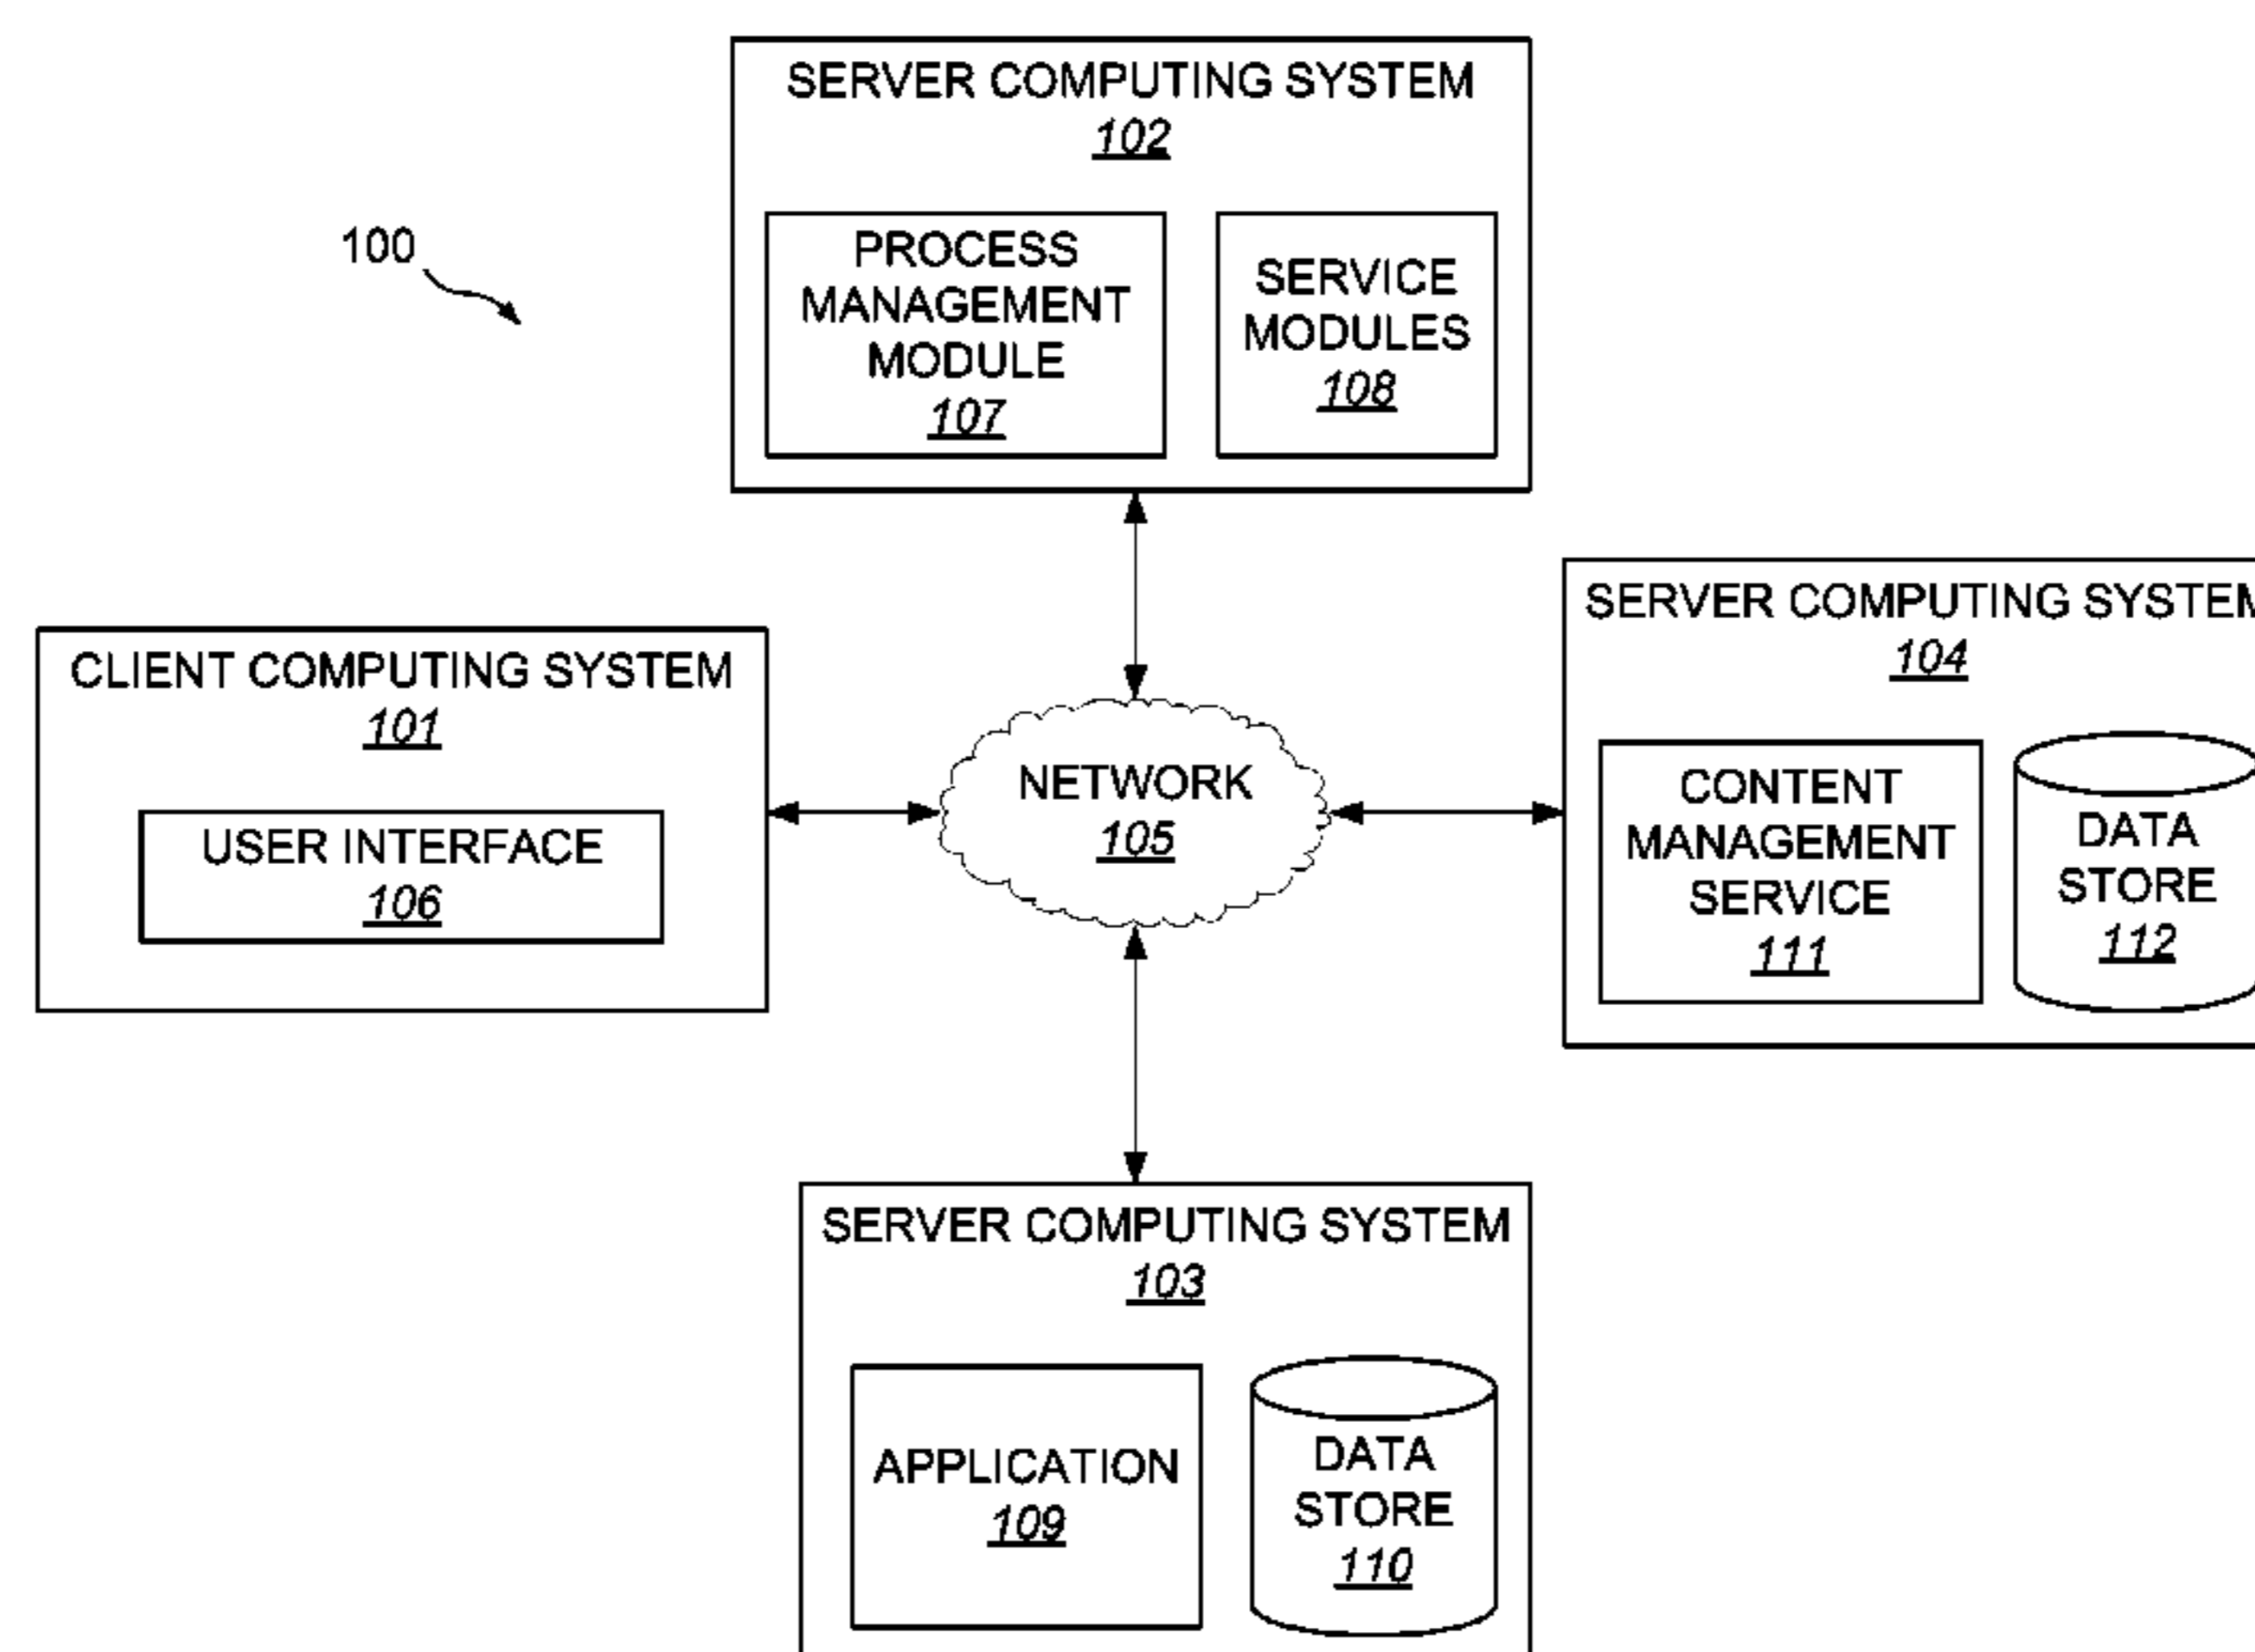 SERVER COMPUTING SYSTEM
102
PROCESS
MANAGEMENT
MODULE
107
SERVICE
MODULES
108
100
SERVER COMPUTING SYSTEM
104
CONTENT
MANAGEMENT
SERVICE
111
DATA
STORE
112
CLIENT COMPUTING SYSTEM
101
USER INTERFACE
106
NETWORK
105
SERVER COMPUTING SYSTEM
103
APPLICATION
109
DATA
STORE
110